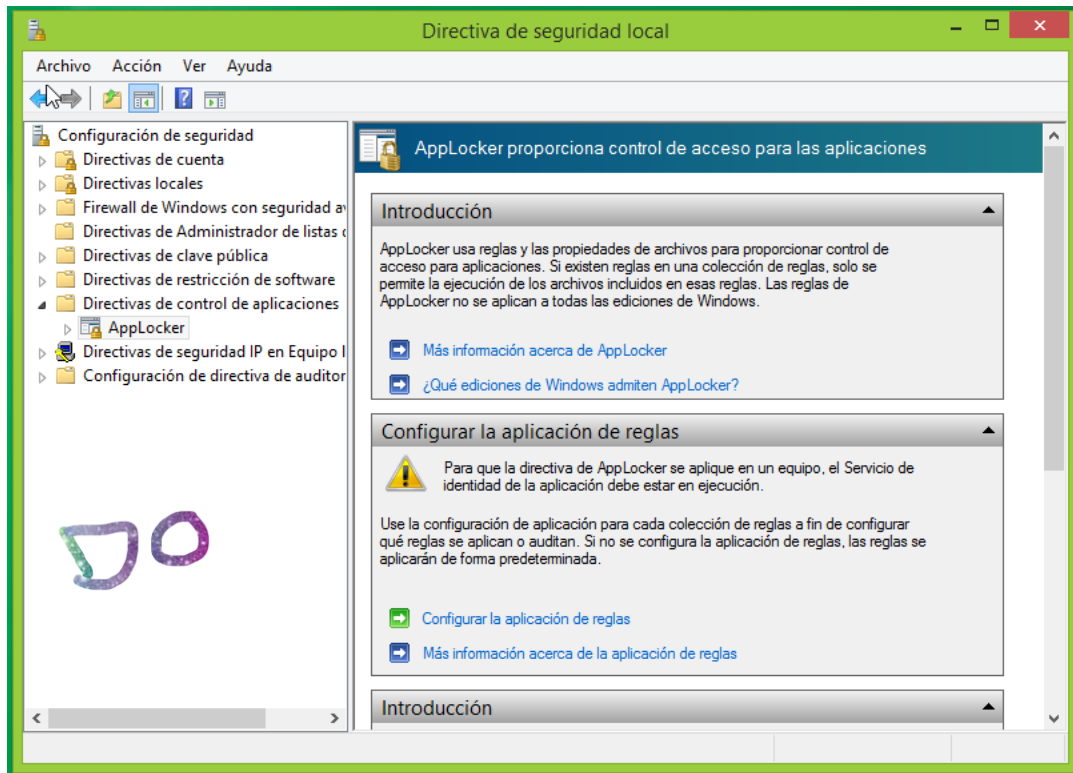 Directiva de seguridad local
Archivo Acción Ver Ayuda
Configuración de seguridad
Directivas de cuenta
Directivas locales
Firewall de Windows con seguridad
Directivas de Administrador de listas
Directivas de clave pública
Directivas de restricción de software
Directivas de control de aplicaciones
AppLocker
Directivas de seguridad IP en Equipo
Configuración de directiva de auditor
DO
AppLocker proporciona control de acceso para las aplicaciones
Introducción
AppLocker usa reglas y las propiedades de archivos para proporcionar control de
acceso para aplicaciones. Si existen reglas en una colección de reglas, solo se
permite la ejecución de los archivos incluidos en esas reglas. Las reglas de
AppLocker no se aplican a todas las ediciones de Windows.
Más información acerca de AppLocker
¿Qué ediciones de Windows admiten AppLocker?
Configurar la aplicación de reglas
Para que la directiva de AppLocker se aplique en un equipo, el Servicio de
identidad de la aplicación debe estar en ejecución.
Use la configuración de aplicación para cada colección de reglas a fin de configurar
qué reglas se aplican o auditan. Si no se configura la aplicación de reglas, las reglas se
aplicarán de forma predeterminada.
Configurar la aplicación de reglas
Más información acerca de la aplicación de reglas
Introducción